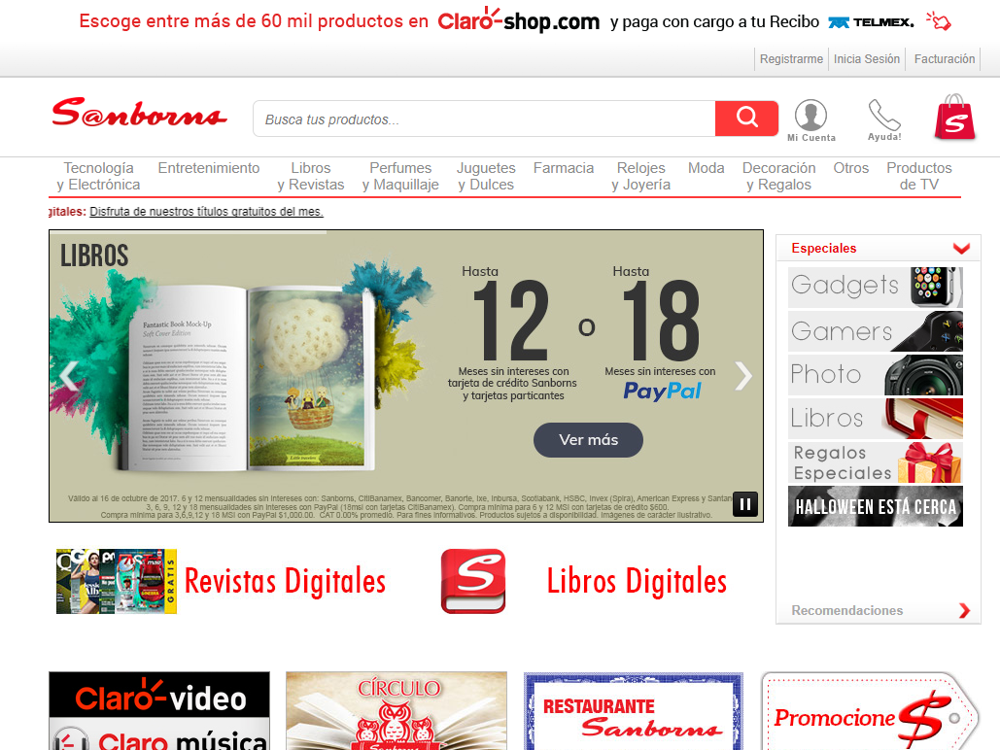 Escoge entre más de 60 mil productos en Claro-shop.com y paga con cargo a tu Recibo TELMEX.
Registrarme Inicia Sesión Facturación
Sanborns
Busca tus productos...
Mi Cuenta
Ayuda!
S
Tecnología y Electrónica
Entretenimiento
Libros y Revistas
Perfumes y Maquillaje
Juguetes y Dulces
Farmacia
Relojes y Joyería
Moda
Decoración y Regalos
Otros
Productos de TV
gitales: Disfruta de nuestros títulos gratuitos del mes.
LIBROS
Fantastic Book Mock-Up
Soft Cover Edition
Hasta
12
Meses sin intereses con
tarjeta de crédito Sanborns
y tarjetas particantes
o
Hasta
18
Meses sin intereses con
PayPal
Ver más
Válido al 16 de octubre de 2017. 6 y 12 mensualidades sin intereses con: Sanborns, CitiBanamex, Bancomer, Banorte, Ixe, Inbursa, Scotiabank, HSBC, Invex (Spira), American Express y Santan
3, 6, 9, 12 y 18 mensualidades sin intereses con PayPal (18msi con tarjetas CitiBanamex). Compra mínima para 6 y 12 MSI con tarjetas de crédito $600.
Compra mínima para 3,6,9,12 y 18 MSI con PayPal $1,000.00. CAT 0.00% promedio. Para fines informativos. Productos sujetos a disponibilidad. Imágenes de carácter ilustrativo.
Especiales
Gadgets
Gamers
Photo
Libros
Regalos
Especiales
HALLOWEEN ESTÁ CERCA
Recomendaciones
GRATIS
Revistas Digitales
S
Libros Digitales
Claro-video
Claro música
CÍRCULO
Sanborns
RESTAURANTE
Sanborns
Promocione$